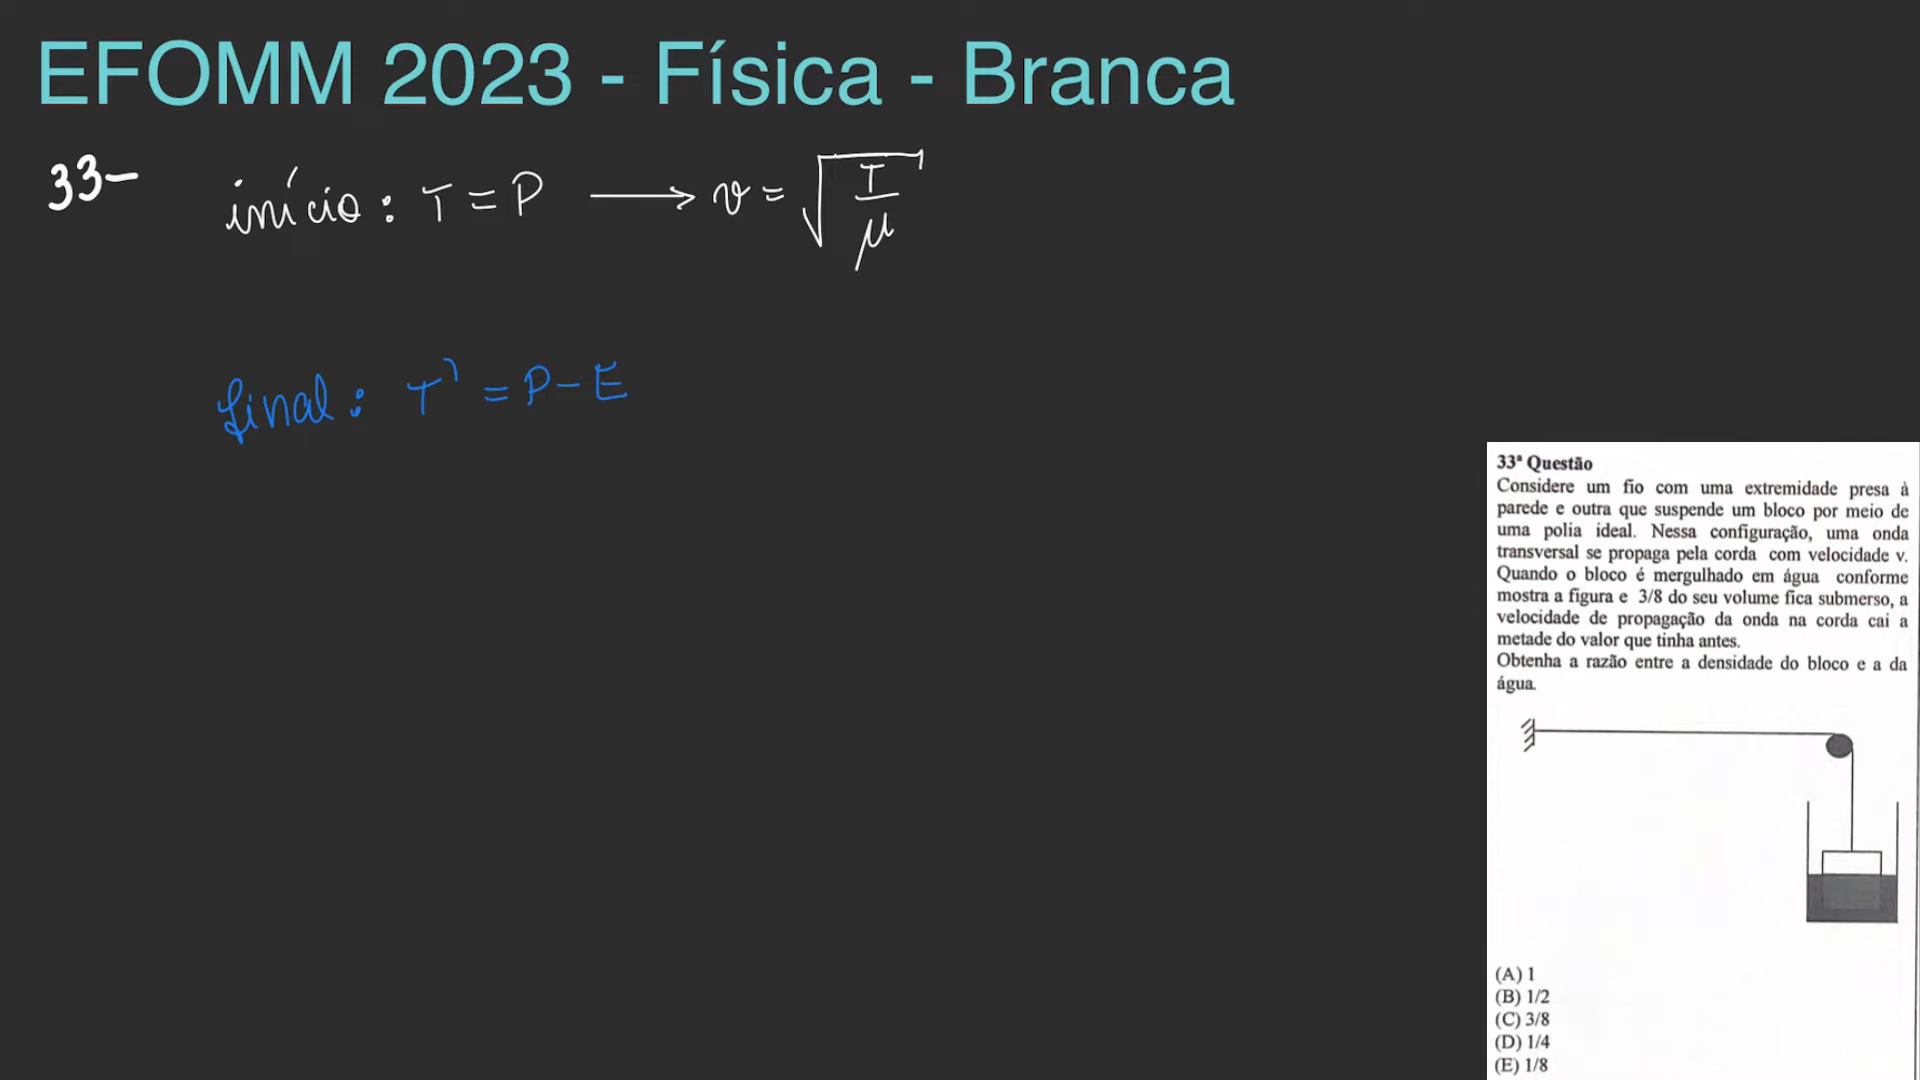 EFOMM 2023 - Física - Branca
33- início: T = P ⟶ v = √(T/μ)
final: T' = P - E
33ª Questão
Considere um fio com uma extremidade presa à
parede e outra que suspende um bloco por meio de
uma polia ideal. Nessa configuração, uma onda
transversal se propaga pela corda com velocidade v.
Quando o bloco é mergulhado em água conforme
mostra a figura e 3/8 do seu volume fica submerso, a
velocidade de propagação da onda na corda cai a
metade do valor que tinha antes.
Obtenha a razão entre a densidade do bloco e a da
água.
(A) 1
(B) 1/2
(C) 3/8
(D) 1/4
(E) 1/8